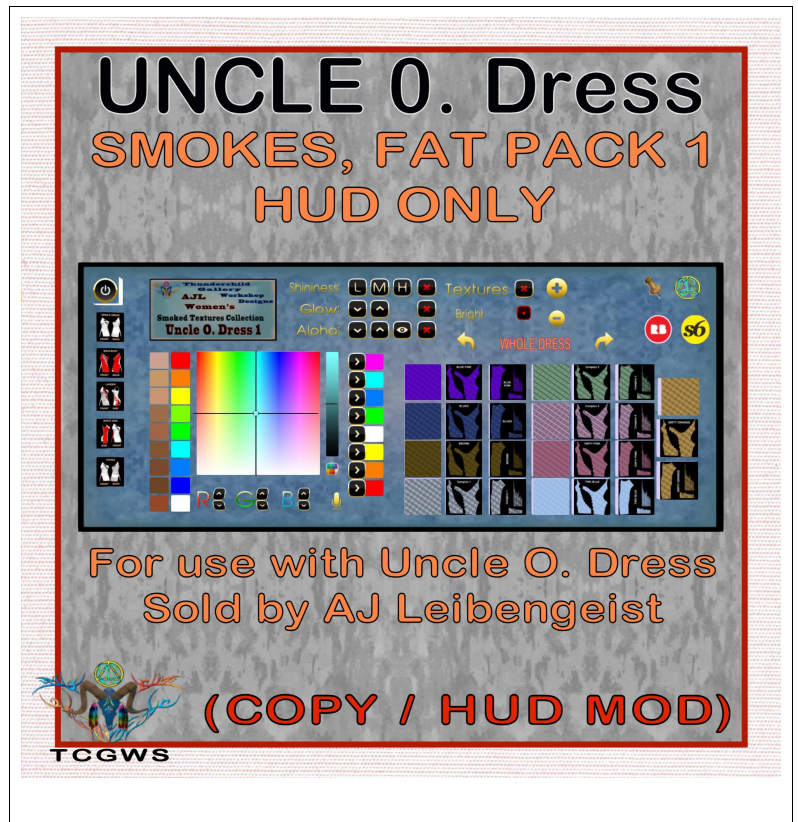 UNCLE O. Dress
SMOKES, FAT PACK 1
HUD ONLY
Thunderchild
Gallery
AJL Workshop
Women's Designs
Smoked Textures Collection
Uncle O. Dress 1
Shininess: L M H
Glow:
Alpha:
Textures
Bright
WHOLE DRESS
RB
s6
R G B
For use with Uncle O. Dress
Sold by AJ Leibengeist
(COPY / HUD MOD)
TCGWS